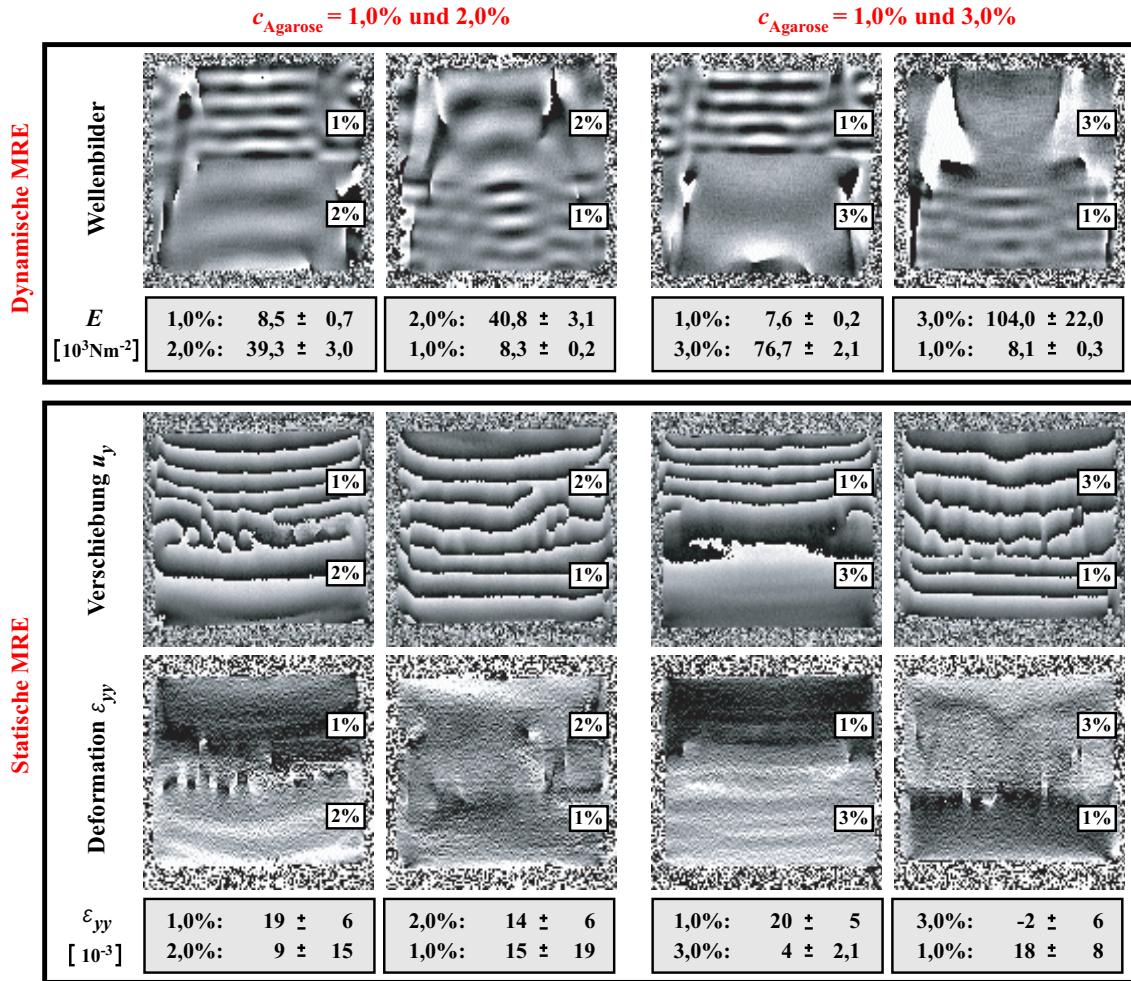 c_Agarose = 1,0% und 2,0%
c_Agarose = 1,0% und 3,0%
Dynamische MRE
Wellenbilder
1%
2%
2%
1%
1%
3%
3%
1%
E
[10³Nm⁻²]
1,0%: 8,5 ± 0,7
2,0%: 39,3 ± 3,0
2,0%: 40,8 ± 3,1
1,0%: 8,3 ± 0,2
1,0%: 7,6 ± 0,2
3,0%: 76,7 ± 2,1
3,0%: 104,0 ± 22,0
1,0%: 8,1 ± 0,3
Statische MRE
Verschiebung u_y
1%
2%
2%
1%
1%
3%
3%
1%
Deformation ε_yy
1%
2%
2%
1%
1%
3%
3%
1%
ε_yy
[10⁻³]
1,0%: 19 ± 6
2,0%: 9 ± 15
2,0%: 14 ± 6
1,0%: 15 ± 19
1,0%: 20 ± 5
3,0%: 4 ± 2,1
3,0%: -2 ± 6
1,0%: 18 ± 8